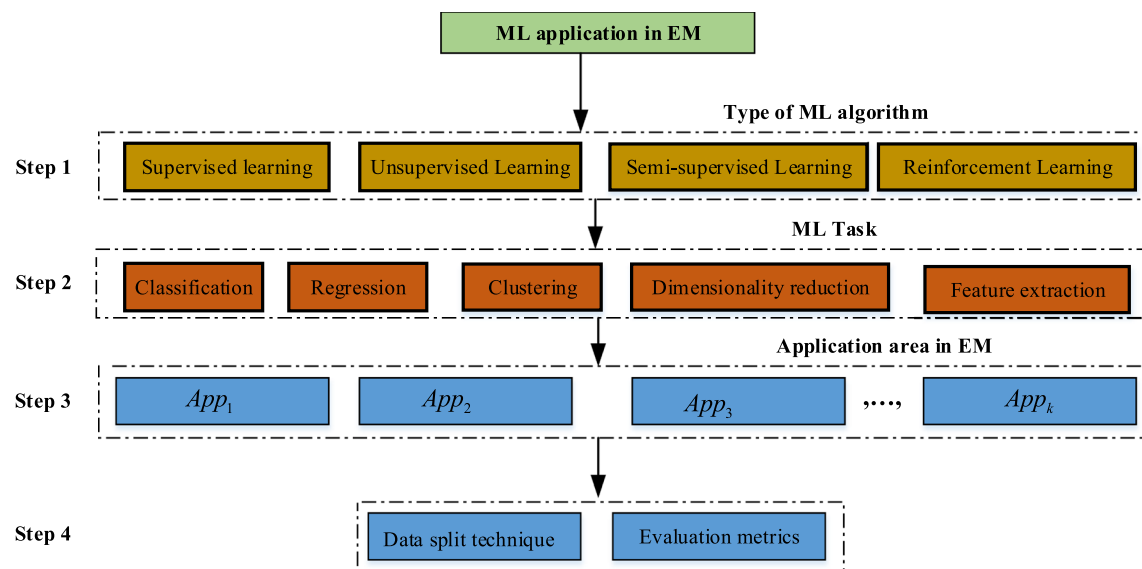 ML application in EM
Type of ML algorithm
Step 1
Supervised learning
Unsupervised Learning
Semi-supervised Learning
Reinforcement Learning
ML Task
Step 2
Classification
Regression
Clustering
Dimensionality reduction
Feature extraction
Application area in EM
Step 3
App₁
App₂
App₃
,...,
Appₖ
Step 4
Data split technique
Evaluation metrics